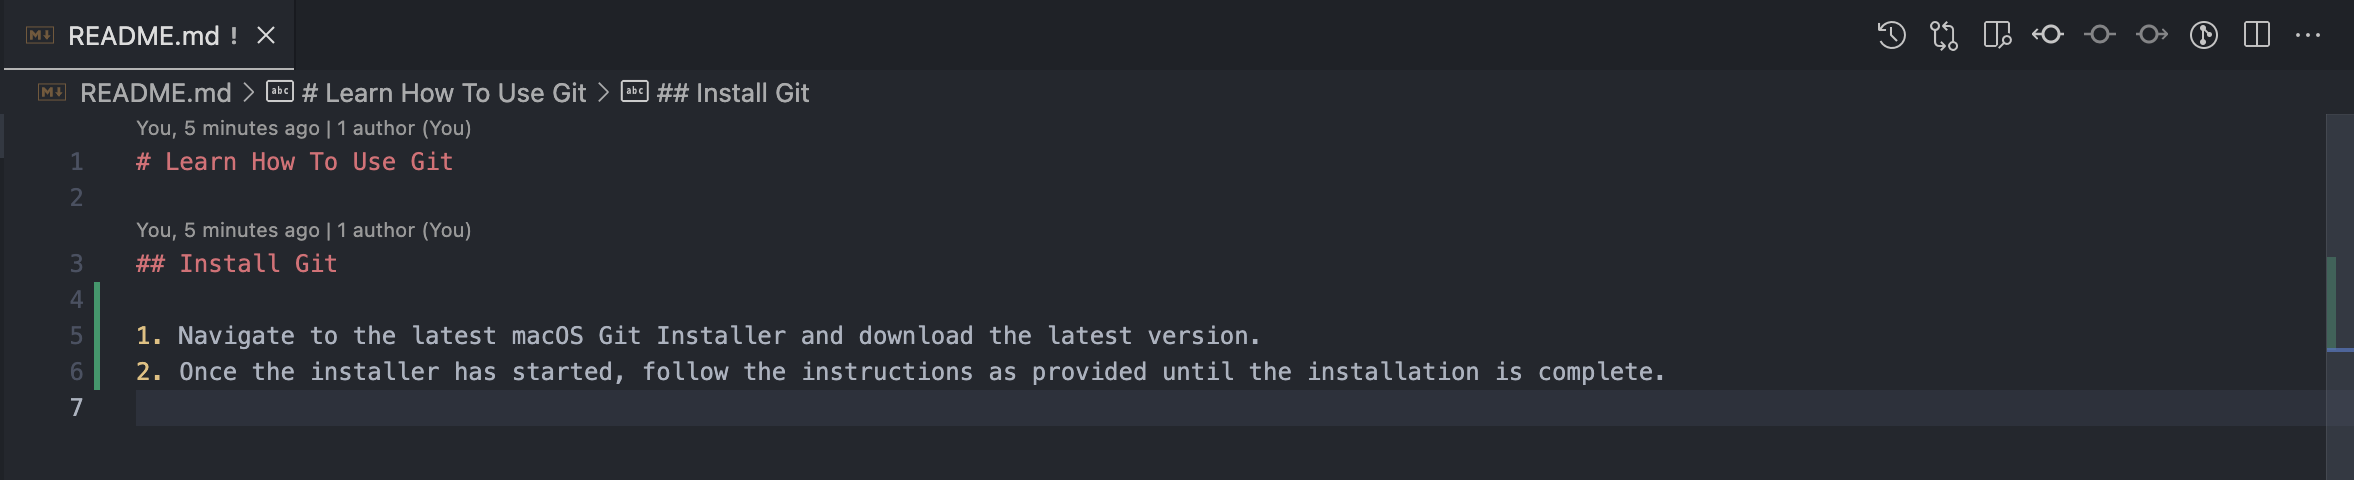 M↓ README.md ! ×
M↓ README.md > abc # Learn How To Use Git > abc ## Install Git
You, 5 minutes ago | 1 author (You)
1 # Learn How To Use Git
2
You, 5 minutes ago | 1 author (You)
3 ## Install Git
4
5 1. Navigate to the latest macOS Git Installer and download the latest version.
6 2. Once the installer has started, follow the instructions as provided until the installation is complete.
7